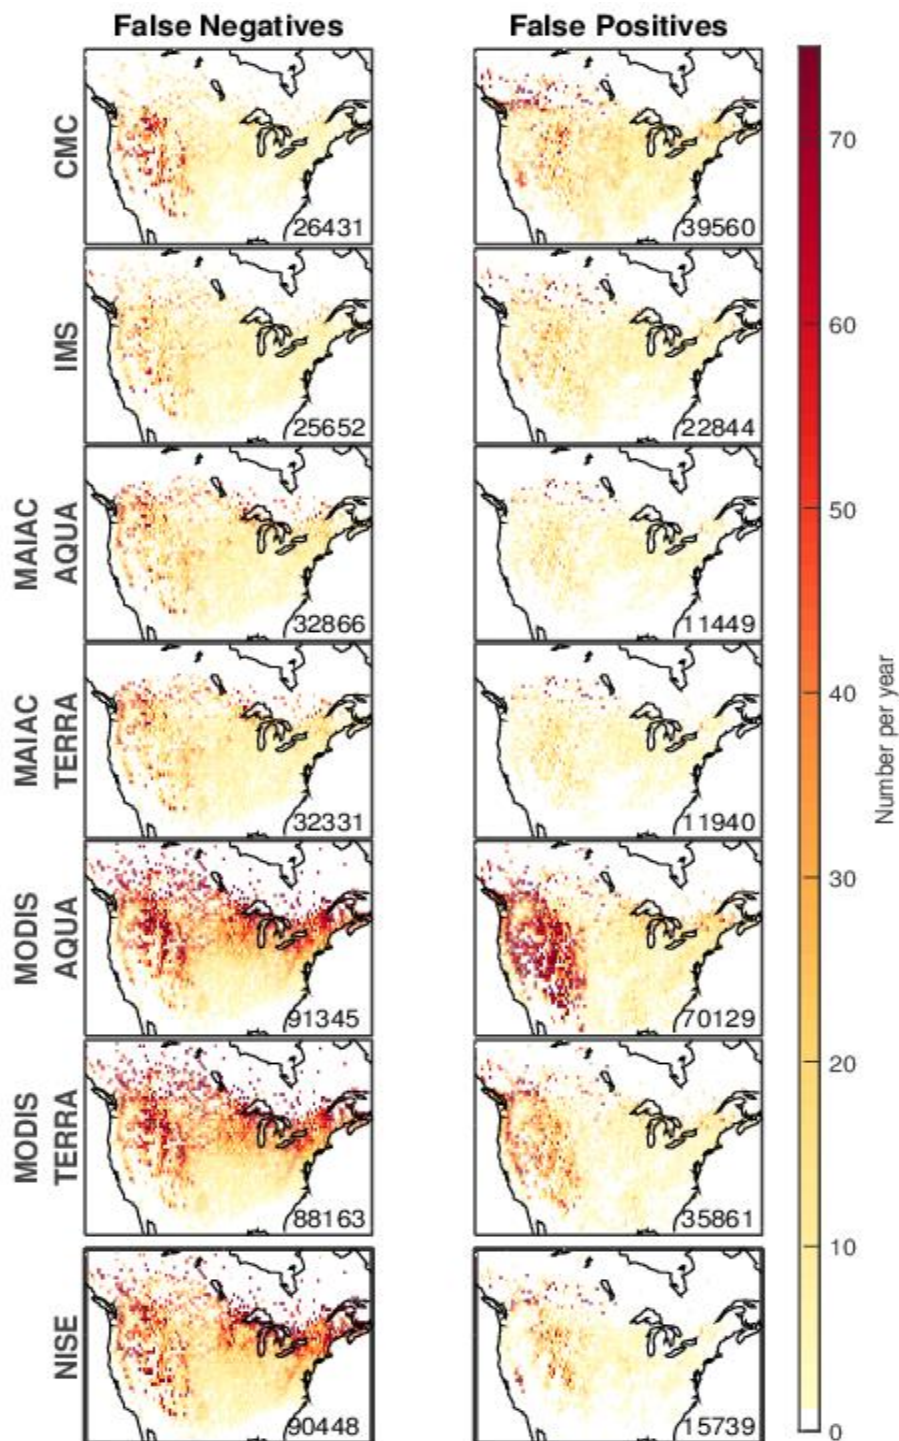 False Negatives False Positives
CMC
26431 39560
IMS
25652 22844
MAIAC
AQUA
32866 11449
MAIAC
TERRA
32331 11940
MODIS
AQUA
91345 70129
MODIS
TERRA
88163 35861
NISE
90448 15739
70
60
50
40
30
20
10
0
Number per year